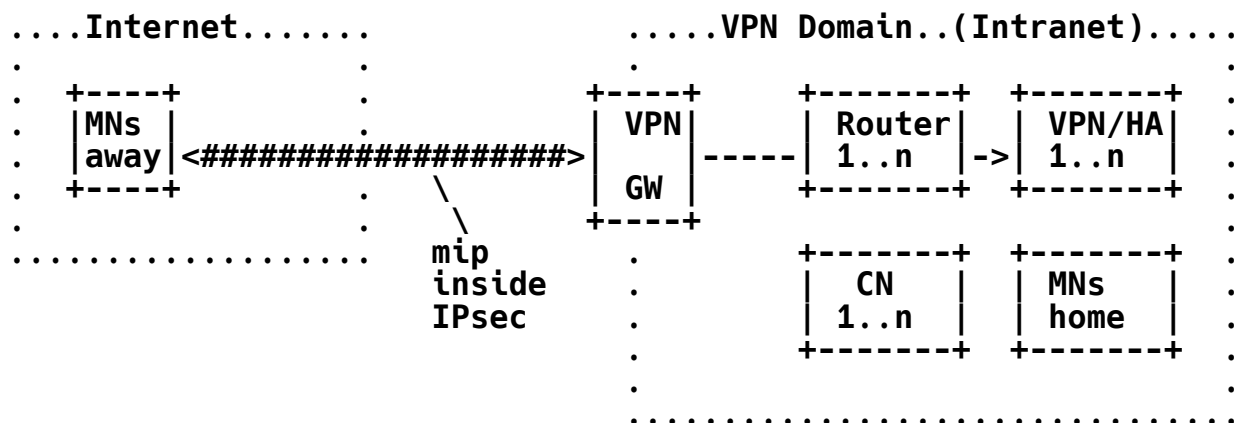 ....Internet.......             .....VPN Domain..(Intranet).....
.                 .             .                              .
.  +----+         .           +----+     +-------+  +-------+  .
.  |MNs |         .           | VPN|     | Router|  | VPN/HA|  .
.  |away|<###################>|    |-----| 1..n  |->| 1..n  |  .
.  +----+         .   \       | GW |     +-------+  +-------+  .
.                 .    \      +----+                           .
...................   mip       .        +-------+  +-------+  .
                      inside    .        |  CN   |  | MNs   |  .
                      IPsec     .        | 1..n  |  | home  |  .
                                .        +-------+  +-------+  .
                                .                              .
                                ................................